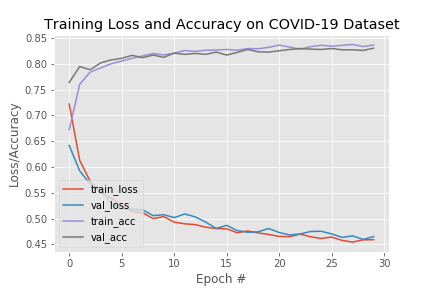 Training Loss and Accuracy on COVID-19 Dataset
0.85
0.80
0.75
0.70
0.65
0.60
0.55
0.50
0.45
Loss/Accuracy
train_loss
val_loss
train_acc
val_acc
0 5 10 15 20 25 30
Epoch #